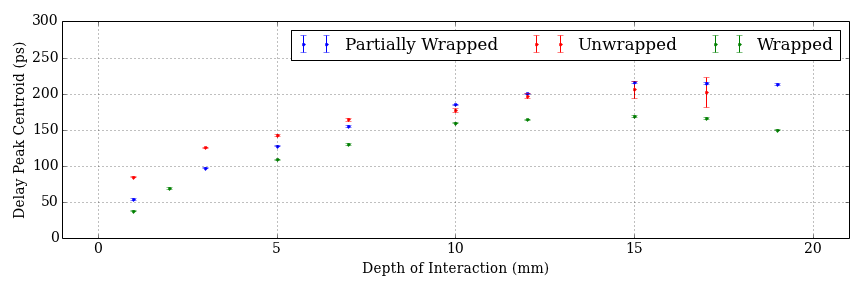 Partially Wrapped Unwrapped Wrapped
Delay Peak Centroid (ps)
300
250
200
150
100
50
0
0 5 10 15 20
Depth of Interaction (mm)